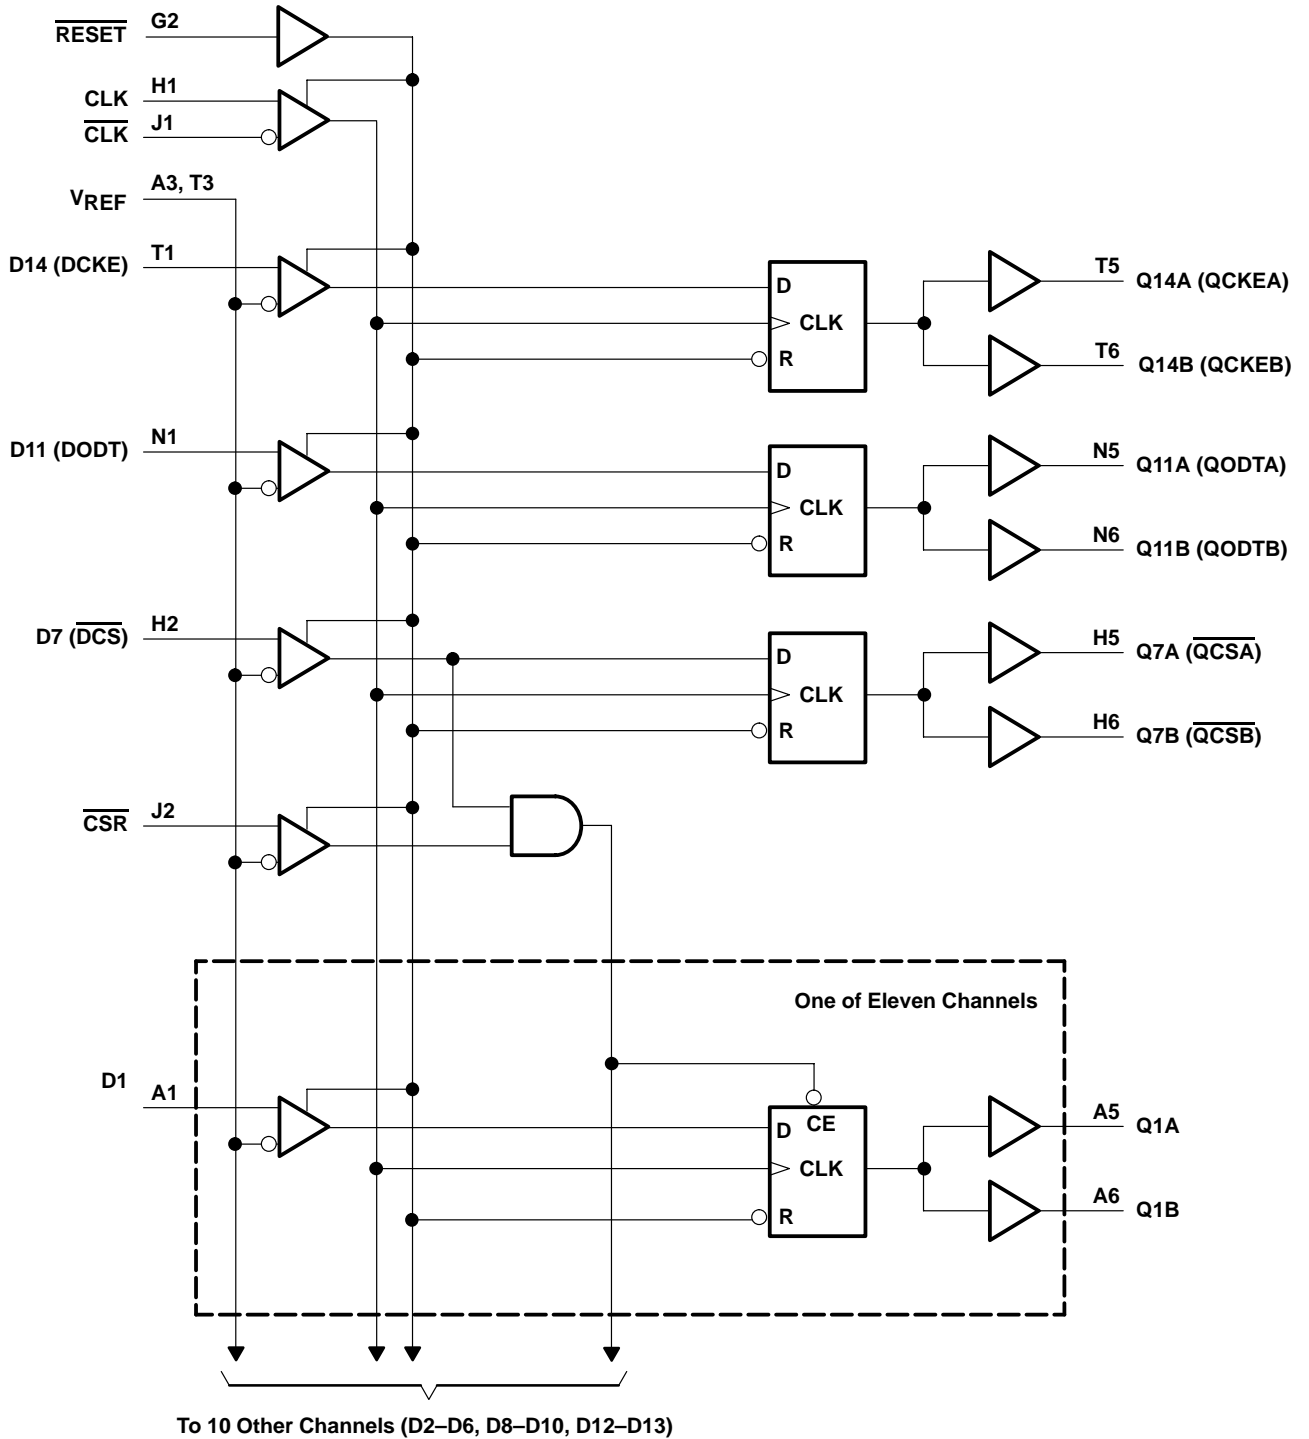 RESET G2
CLK H1
CLK J1
VREF A3, T3
D14 (DCKE) T1
D
CLK
R
T5 Q14A (QCKEA)
T6 Q14B (QCKEB)
D11 (DODT) N1
D
CLK
R
N5 Q11A (QODTA)
N6 Q11B (QODTB)
D7 (DCS) H2
D
CLK
R
H5 Q7A (QCSA)
H6 Q7B (QCSB)
CSR J2
One of Eleven Channels
D1 A1
CE
D
CLK
R
A5 Q1A
A6 Q1B
To 10 Other Channels (D2–D6, D8–D10, D12–D13)